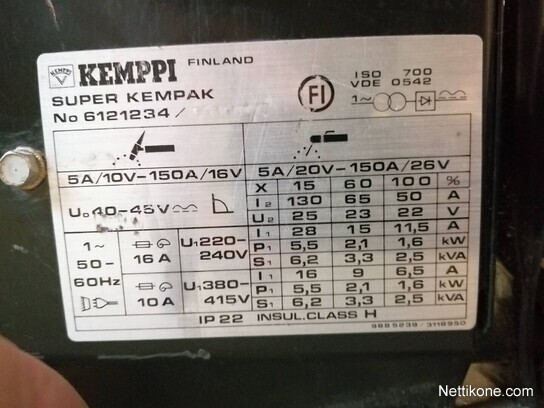 KEMPPI FINLAND
SUPER KEMPAK
No 6121234 /
FI
ISO 700
VDE 0542
1~
5A/10V-150A/16V
5A/20V-150A/26V
X 15 60 100 %
I2 130 65 50 A
U2 25 23 22 V
U0 40-45V
1~ 50-60Hz
16A U1 220-240V
I1 28 15 11,5 A
P1 5,5 2,1 1,6 kW
S1 6,2 3,3 2,5 kVA
10A U1 380-415V
I1 16 9 6,5 A
P1 5,5 2,1 1,6 kW
S1 6,2 3,3 2,5 kVA
IP 22 INSUL.CLASS H
Nettikone.com